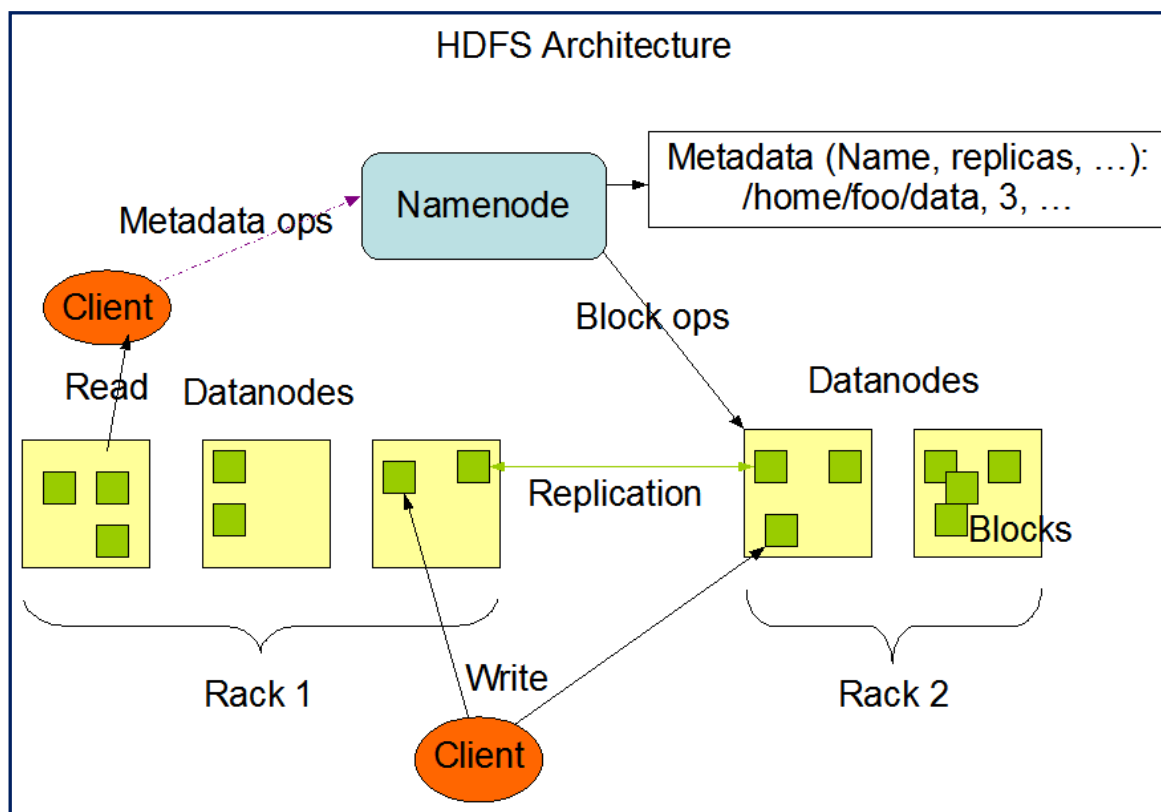 HDFS Architecture
Metadata (Name, replicas, …):
/home/foo/data, 3, …
Namenode
Metadata ops
Client
Block ops
Read
Datanodes
Datanodes
Replication
Blocks
Rack 1
Write
Rack 2
Client